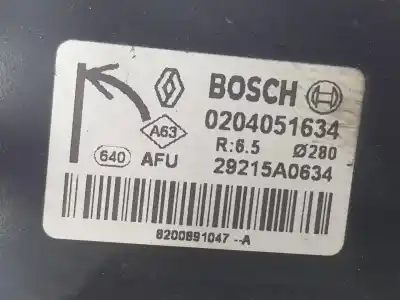 BOSCH
0204051634
A63
R:6.5 Ø280
640 AFU
29215A0634
8200891047--A